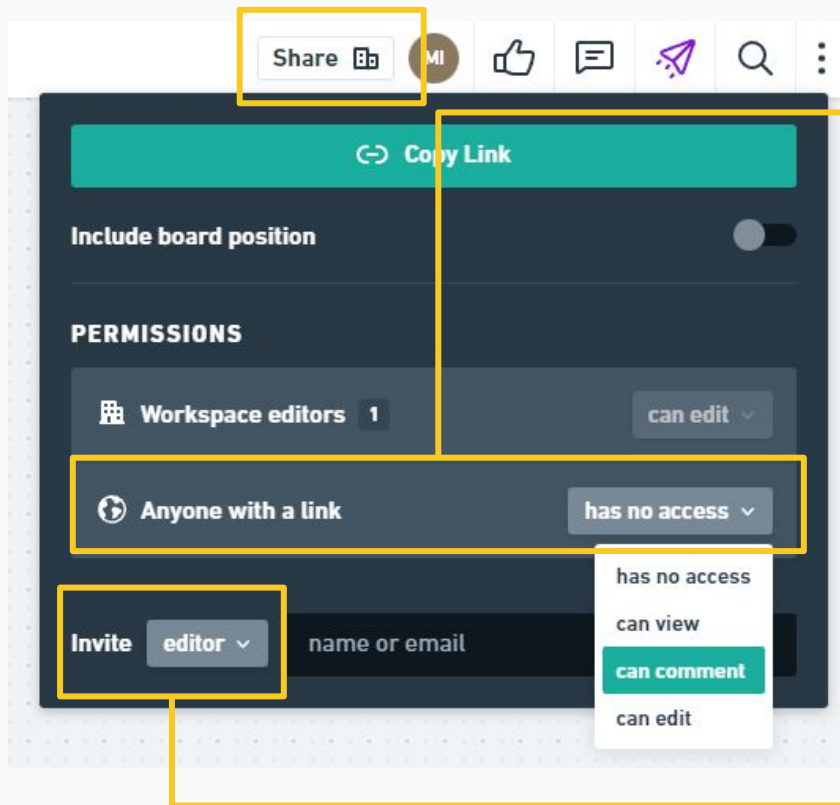 Share
MI
Copy Link
Include board position
PERMISSIONS
Workspace editors 1
can edit
Anyone with a link
has no access
has no access
can view
can comment
can edit
Invite
editor
name or email